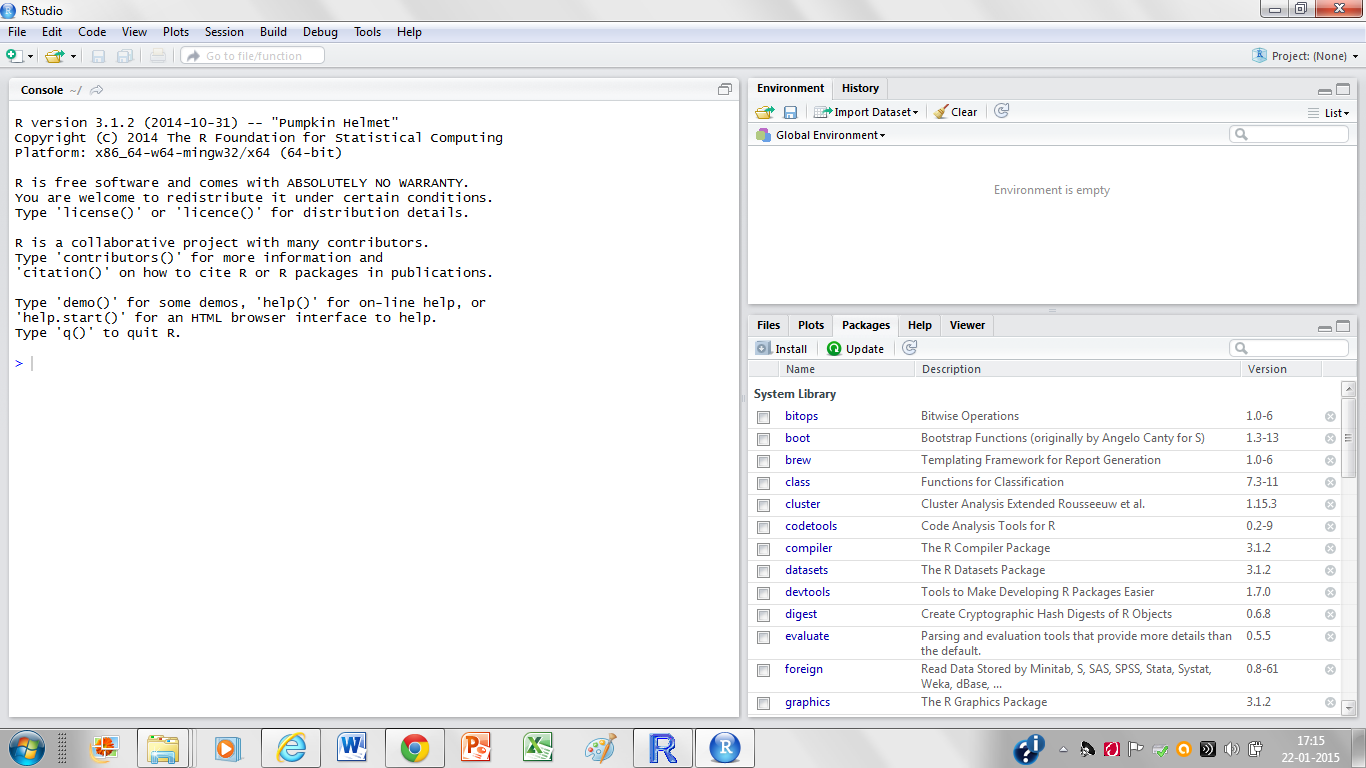 RStudio
File Edit Code View Plots Session Build Debug Tools Help
Go to file/function
Project: (None)
Console ~/
R version 3.1.2 (2014-10-31) -- "Pumpkin Helmet"
Copyright (C) 2014 The R Foundation for Statistical Computing
Platform: x86_64-w64-mingw32/x64 (64-bit)
R is free software and comes with ABSOLUTELY NO WARRANTY.
You are welcome to redistribute it under certain conditions.
Type 'license()' or 'licence()' for distribution details.
R is a collaborative project with many contributors.
Type 'contributors()' for more information and
'citation()' on how to cite R or R packages in publications.
Type 'demo()' for some demos, 'help()' for on-line help, or
'help.start()' for an HTML browser interface to help.
Type 'q()' to quit R.
>
Environment History
Import Dataset Clear List
Global Environment
Environment is empty
Files Plots Packages Help Viewer
Install Update
Name Description Version
System Library
bitops Bitwise Operations 1.0-6
boot Bootstrap Functions (originally by Angelo Canty for S) 1.3-13
brew Templating Framework for Report Generation 1.0-6
class Functions for Classification 7.3-11
cluster Cluster Analysis Extended Rousseeuw et al. 1.15.3
codetools Code Analysis Tools for R 0.2-9
compiler The R Compiler Package 3.1.2
datasets The R Datasets Package 3.1.2
devtools Tools to Make Developing R Packages Easier 1.7.0
digest Create Cryptographic Hash Digests of R Objects 0.6.8
evaluate Parsing and evaluation tools that provide more details than 0.5.5
the default.
foreign Read Data Stored by Minitab, S, SAS, SPSS, Stata, Systat, 0.8-61
Weka, dBase, ...
graphics The R Graphics Package 3.1.2
17:15
22-01-2015